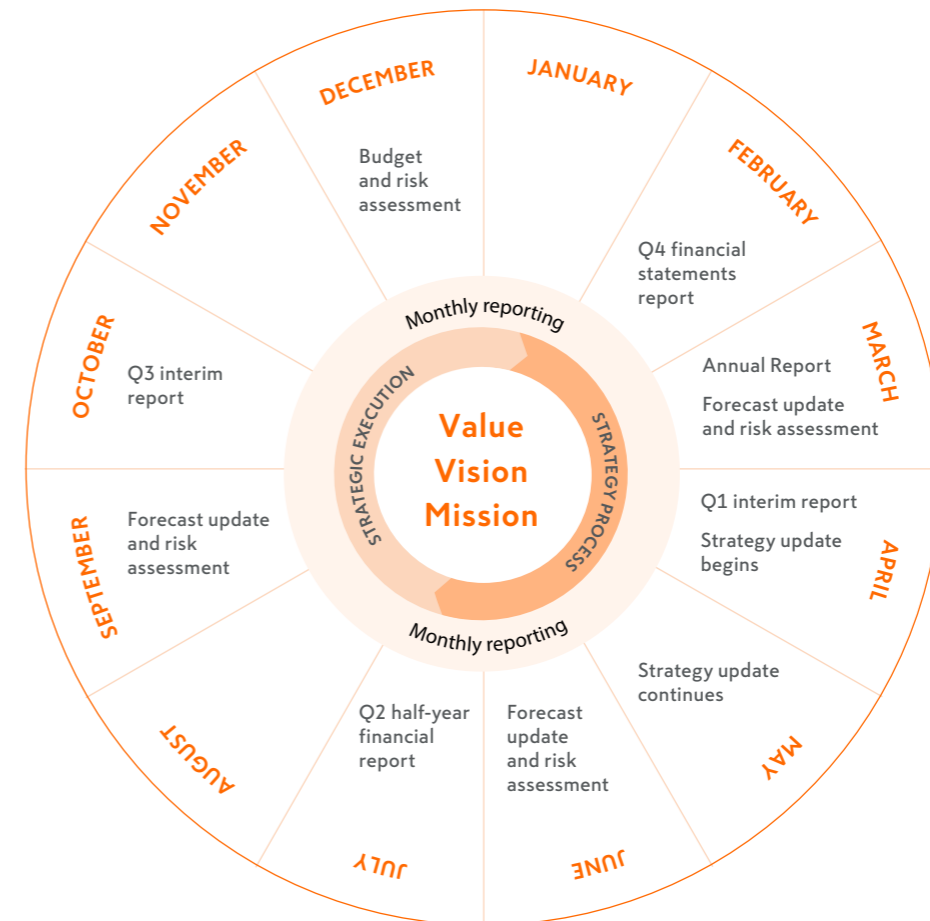 JANUARY
FEBRUARY
Q4 financial
statements
report
MARCH
Annual Report
Forecast update
and risk assessment
APRIL
Q1 interim report
Strategy update
begins
MAY
Strategy update
continues
JUNE
Forecast
update
and risk
assessment
JULY
Q2 half-year
financial
report
AUGUST
SEPTEMBER
Forecast update
and risk
assessment
OCTOBER
Q3 interim
report
NOVEMBER
DECEMBER
Budget
and risk
assessment
Monthly reporting
STRATEGY PROCESS
Monthly reporting
STRATEGIC EXECUTION
Value
Vision
Mission